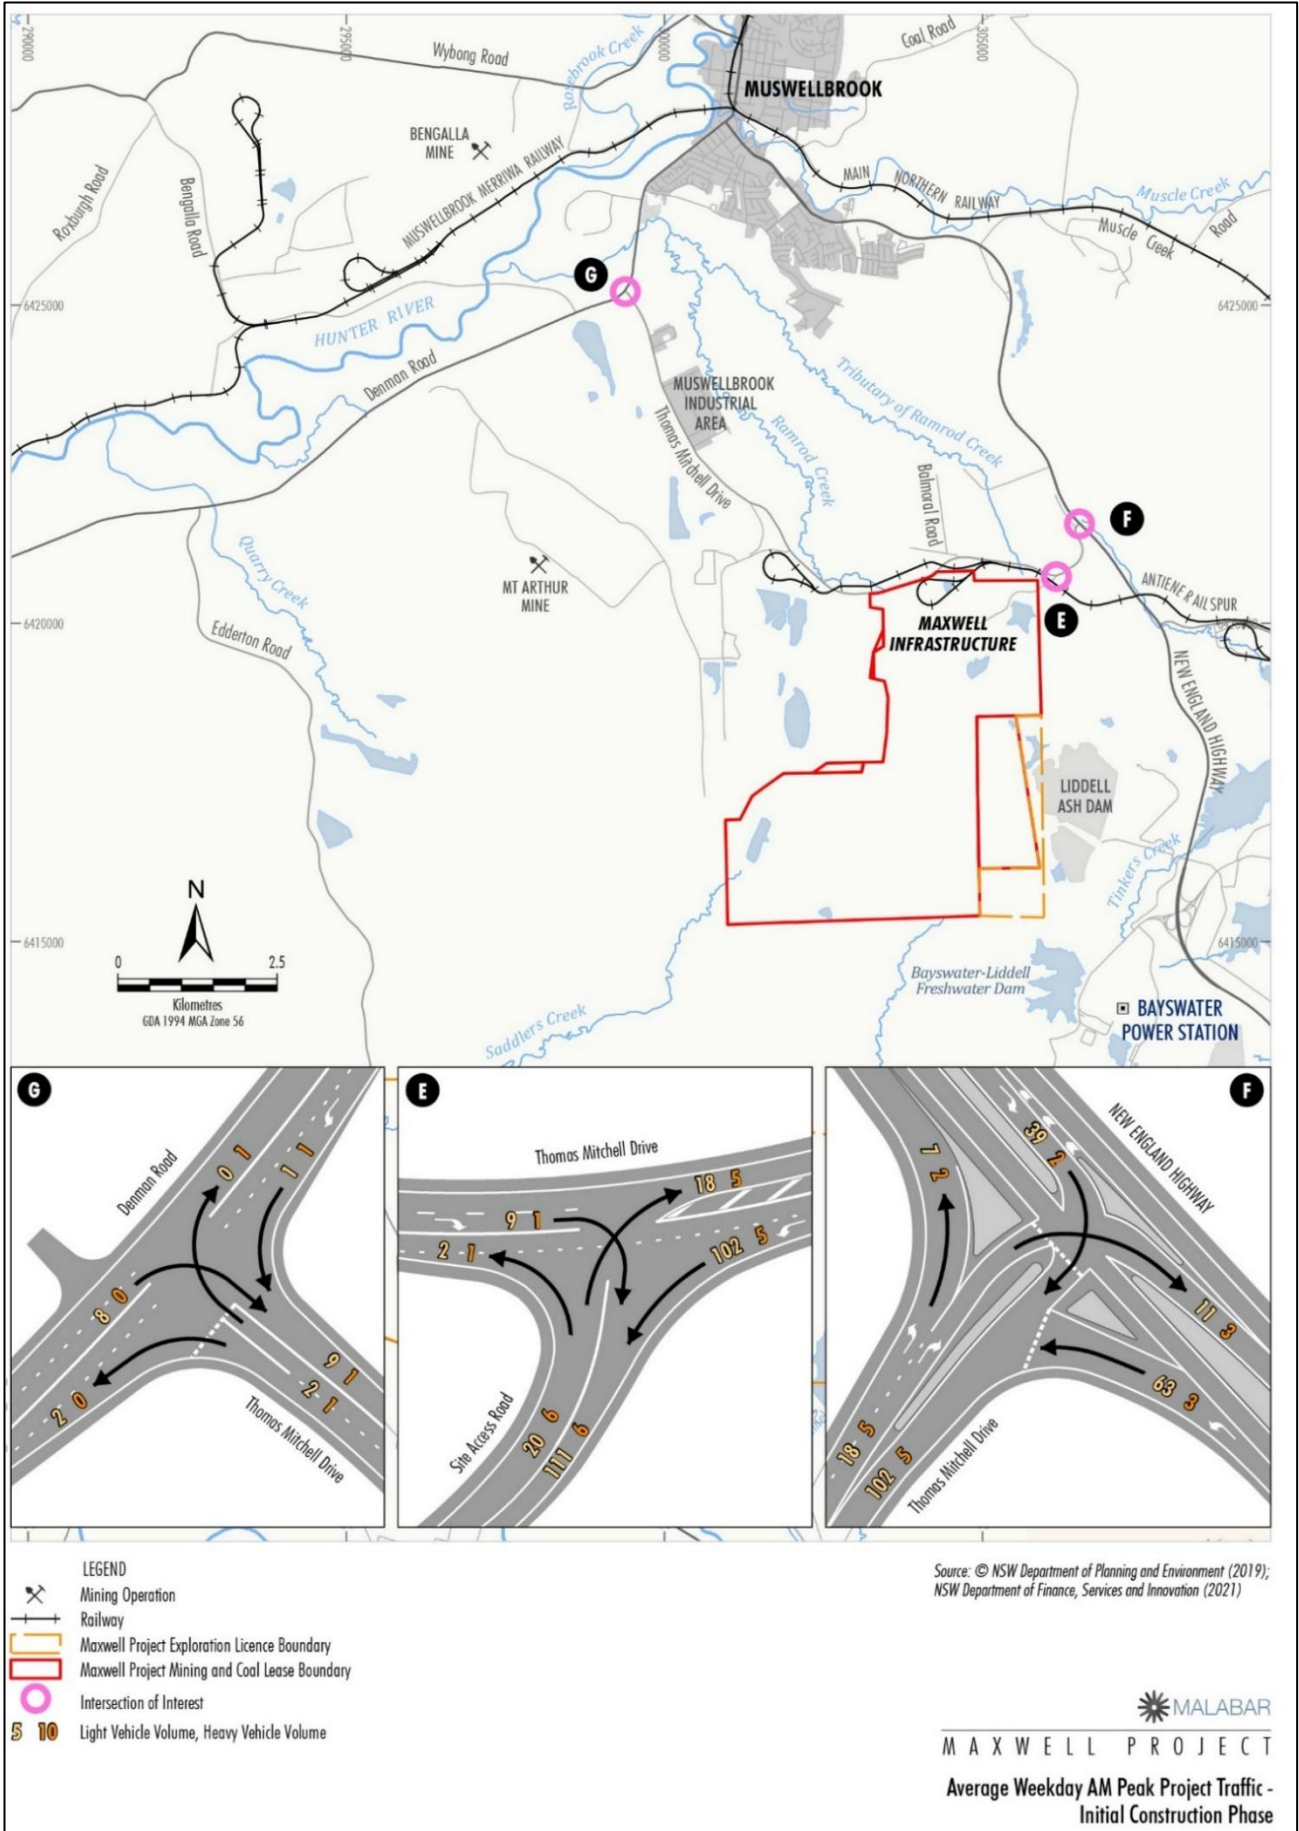 290000
295000
305000
Wybong Road
Rosebrook Creek
Coal Road
MUSWELLBROOK
BENGALLA
MINE
MUSWELLBROOK MERRIWA RAILWAY
MAIN NORTHERN RAILWAY
Muscle Creek
Muscle Creek Road
Roxburgh Road
Bengalla Road
G
6425000
6425000
HUNTER RIVER
Denman Road
MUSWELLBROOK
INDUSTRIAL
AREA
Thomas Mitchell Drive
Ramrod Creek
Tributary of Ramrod Creek
Balmoral Road
F
Quarry Creek
MT ARTHUR
MINE
ANTIENE RAIL SPUR
E
6420000
MAXWELL
INFRASTRUCTURE
Edderton Road
NEW ENGLAND HIGHWAY
LIDDELL
ASH DAM
Tinkers Creek
N
0 2.5
Kilometres
GDA 1994 MGA Zone 56
6415000
6415000
Bayswater-Liddell
Freshwater Dam
Saddlers Creek
BAYSWATER
POWER STATION
G
Denman Road
0 1
1 1
8 0
2 0
9 1
2 1
Thomas Mitchell Drive
E
Thomas Mitchell Drive
18 5
9 1
2 1
102 5
Site Access Road
20 6
111 6
F
NEW ENGLAND HIGHWAY
39 2
7 2
11 3
63 3
18 5
102 5
Thomas Mitchell Drive
LEGEND
Mining Operation
Railway
Maxwell Project Exploration Licence Boundary
Maxwell Project Mining and Coal Lease Boundary
Intersection of Interest
5 10 Light Vehicle Volume, Heavy Vehicle Volume
Source: © NSW Department of Planning and Environment (2019);
NSW Department of Finance, Services and Innovation (2021)
MALABAR
MAXWELL PROJECT
Average Weekday AM Peak Project Traffic -
Initial Construction Phase